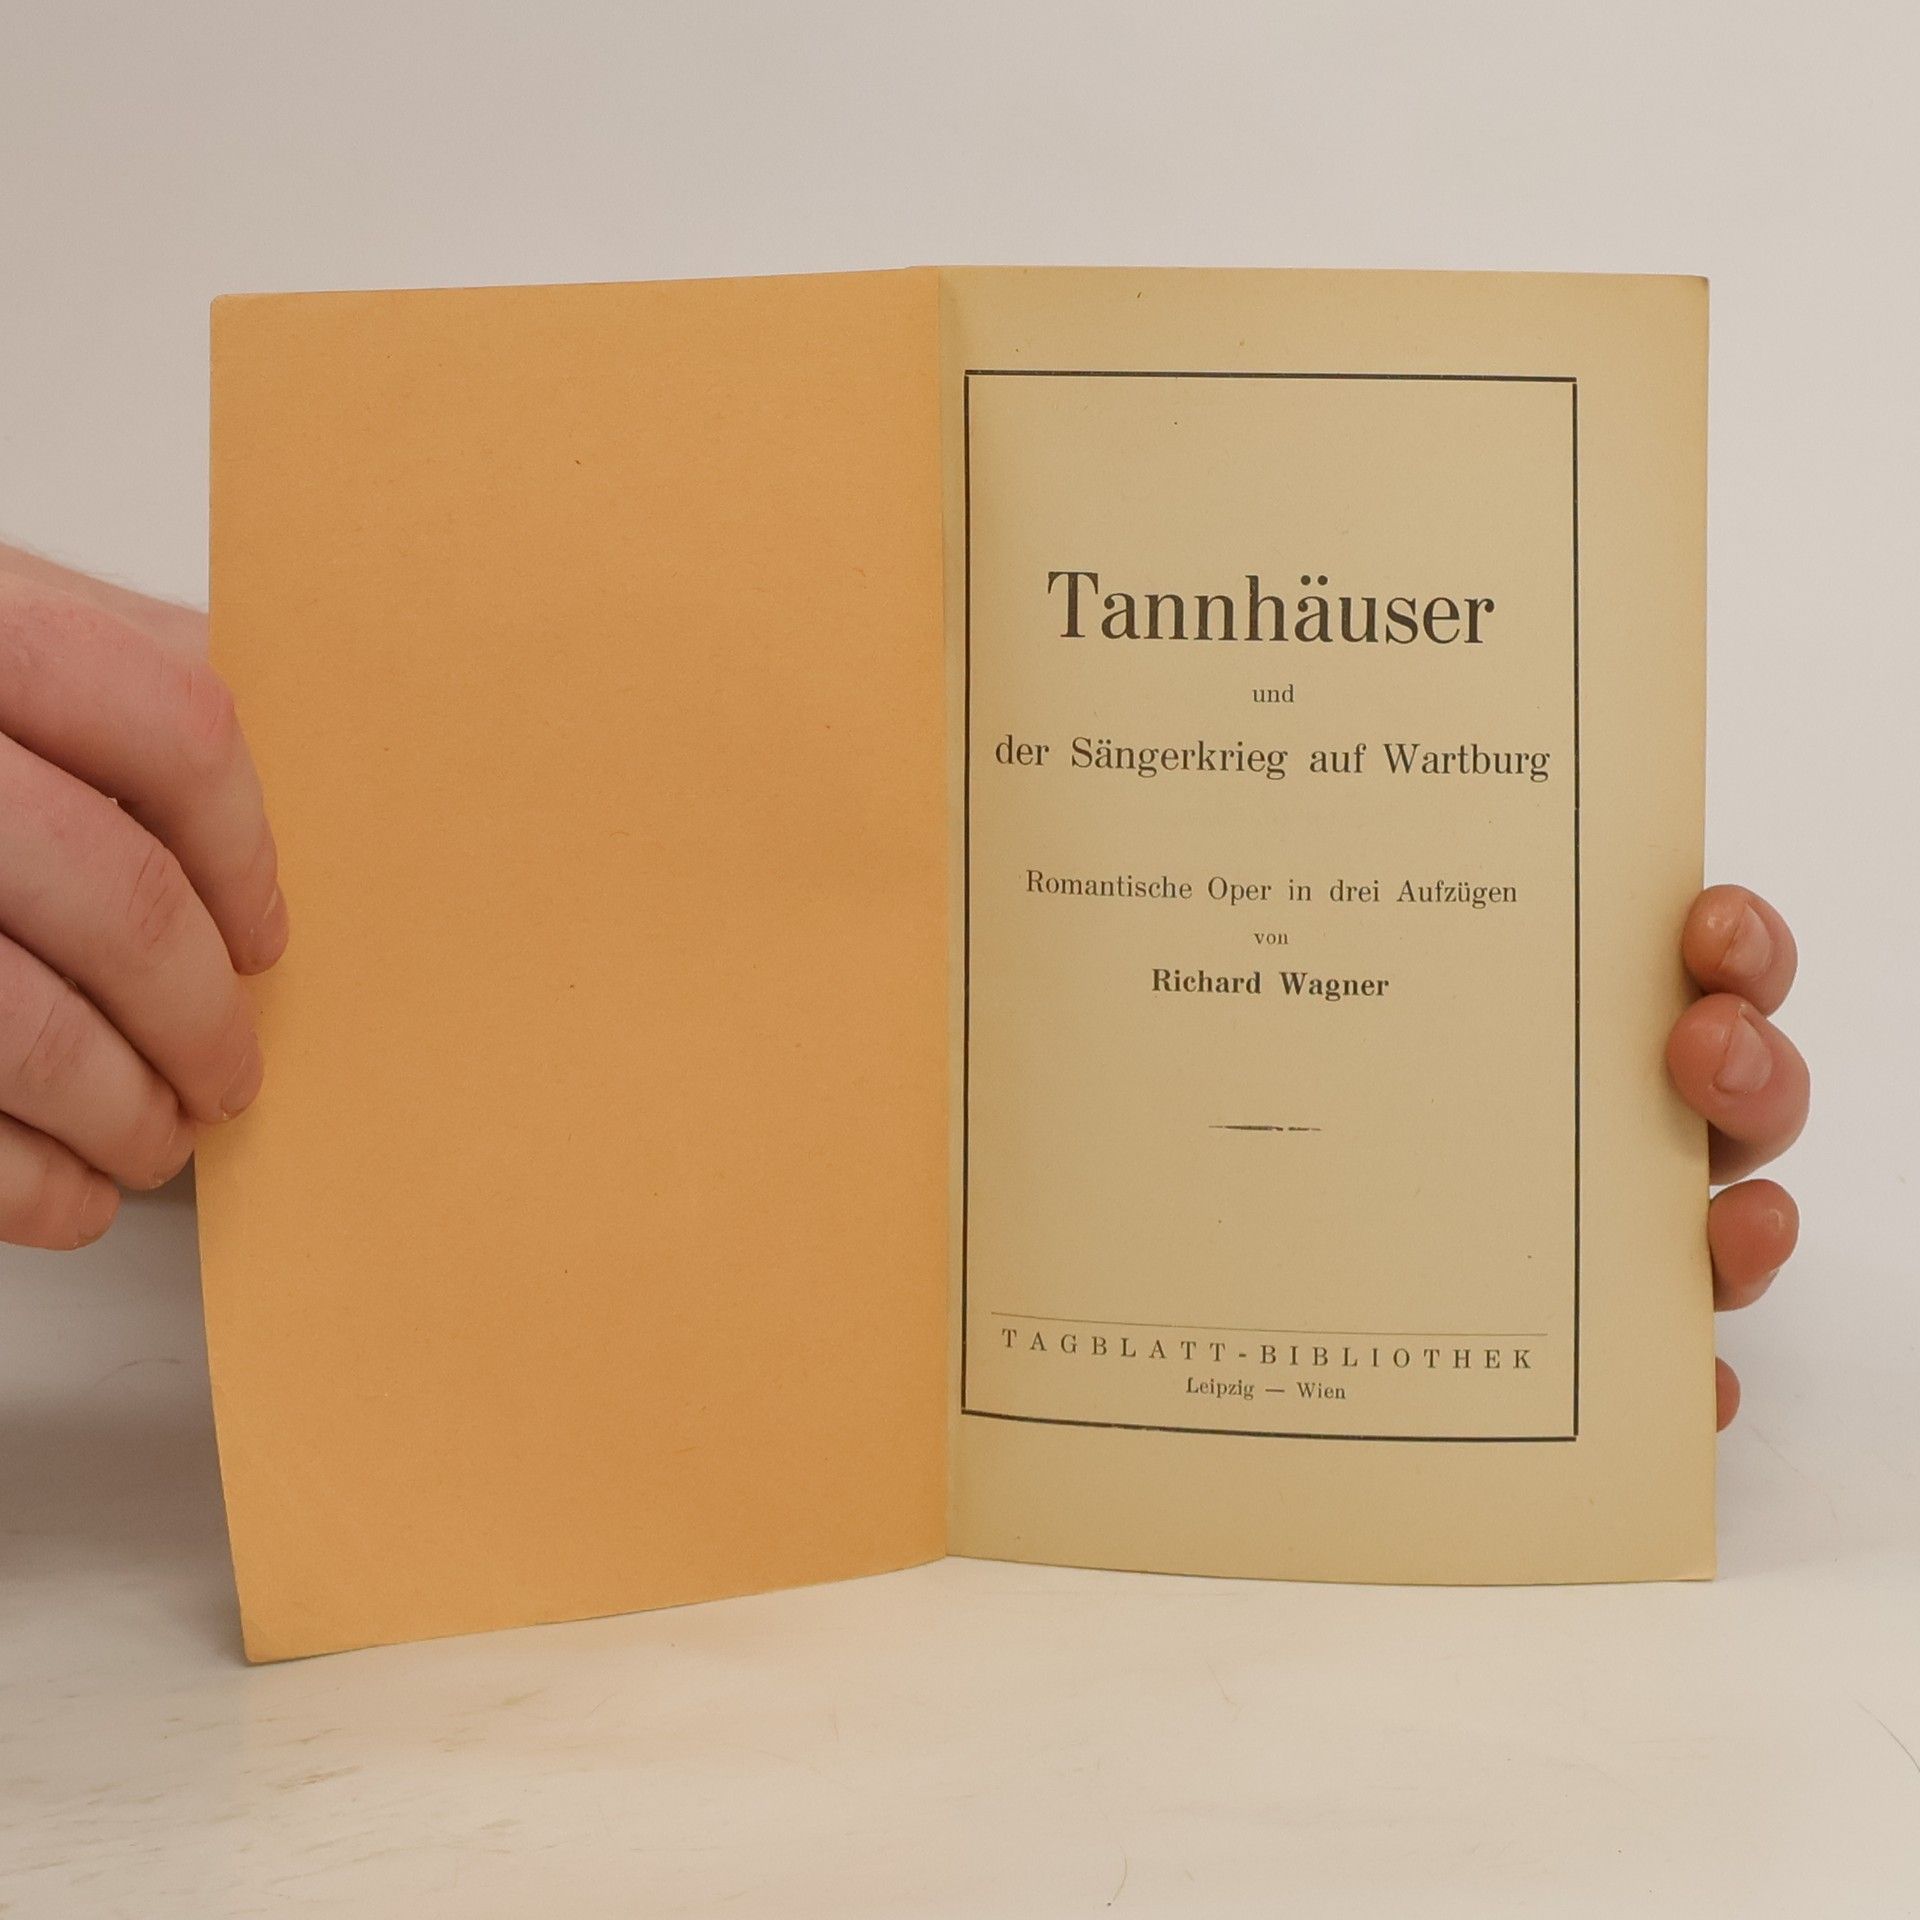 Tannhäuser
und
der Sängerkrieg auf Wartburg
Romantische Oper in drei Aufzügen
von
Richard Wagner
TAGBLATT-BIBLIOTHEK
Leipzig — Wien